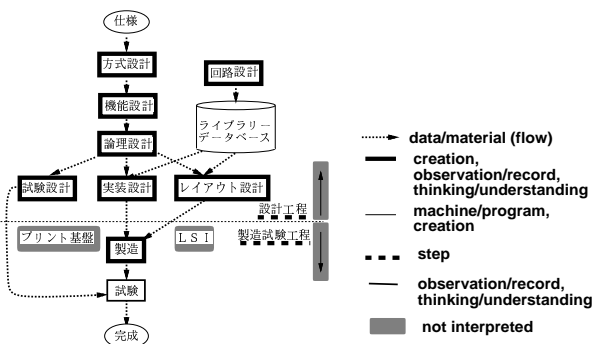 仕様
方式設計
回路設計
機能設計
ライブラリー
データベース
論理設計
試験設計
実装設計
レイアウト設計
設計工程
プリント基盤
LSI
製造試験工程
製造
試験
完成
data/material (flow)
creation,
observation/record,
thinking/understanding
machine/program,
creation
step
observation/record,
thinking/understanding
not interpreted